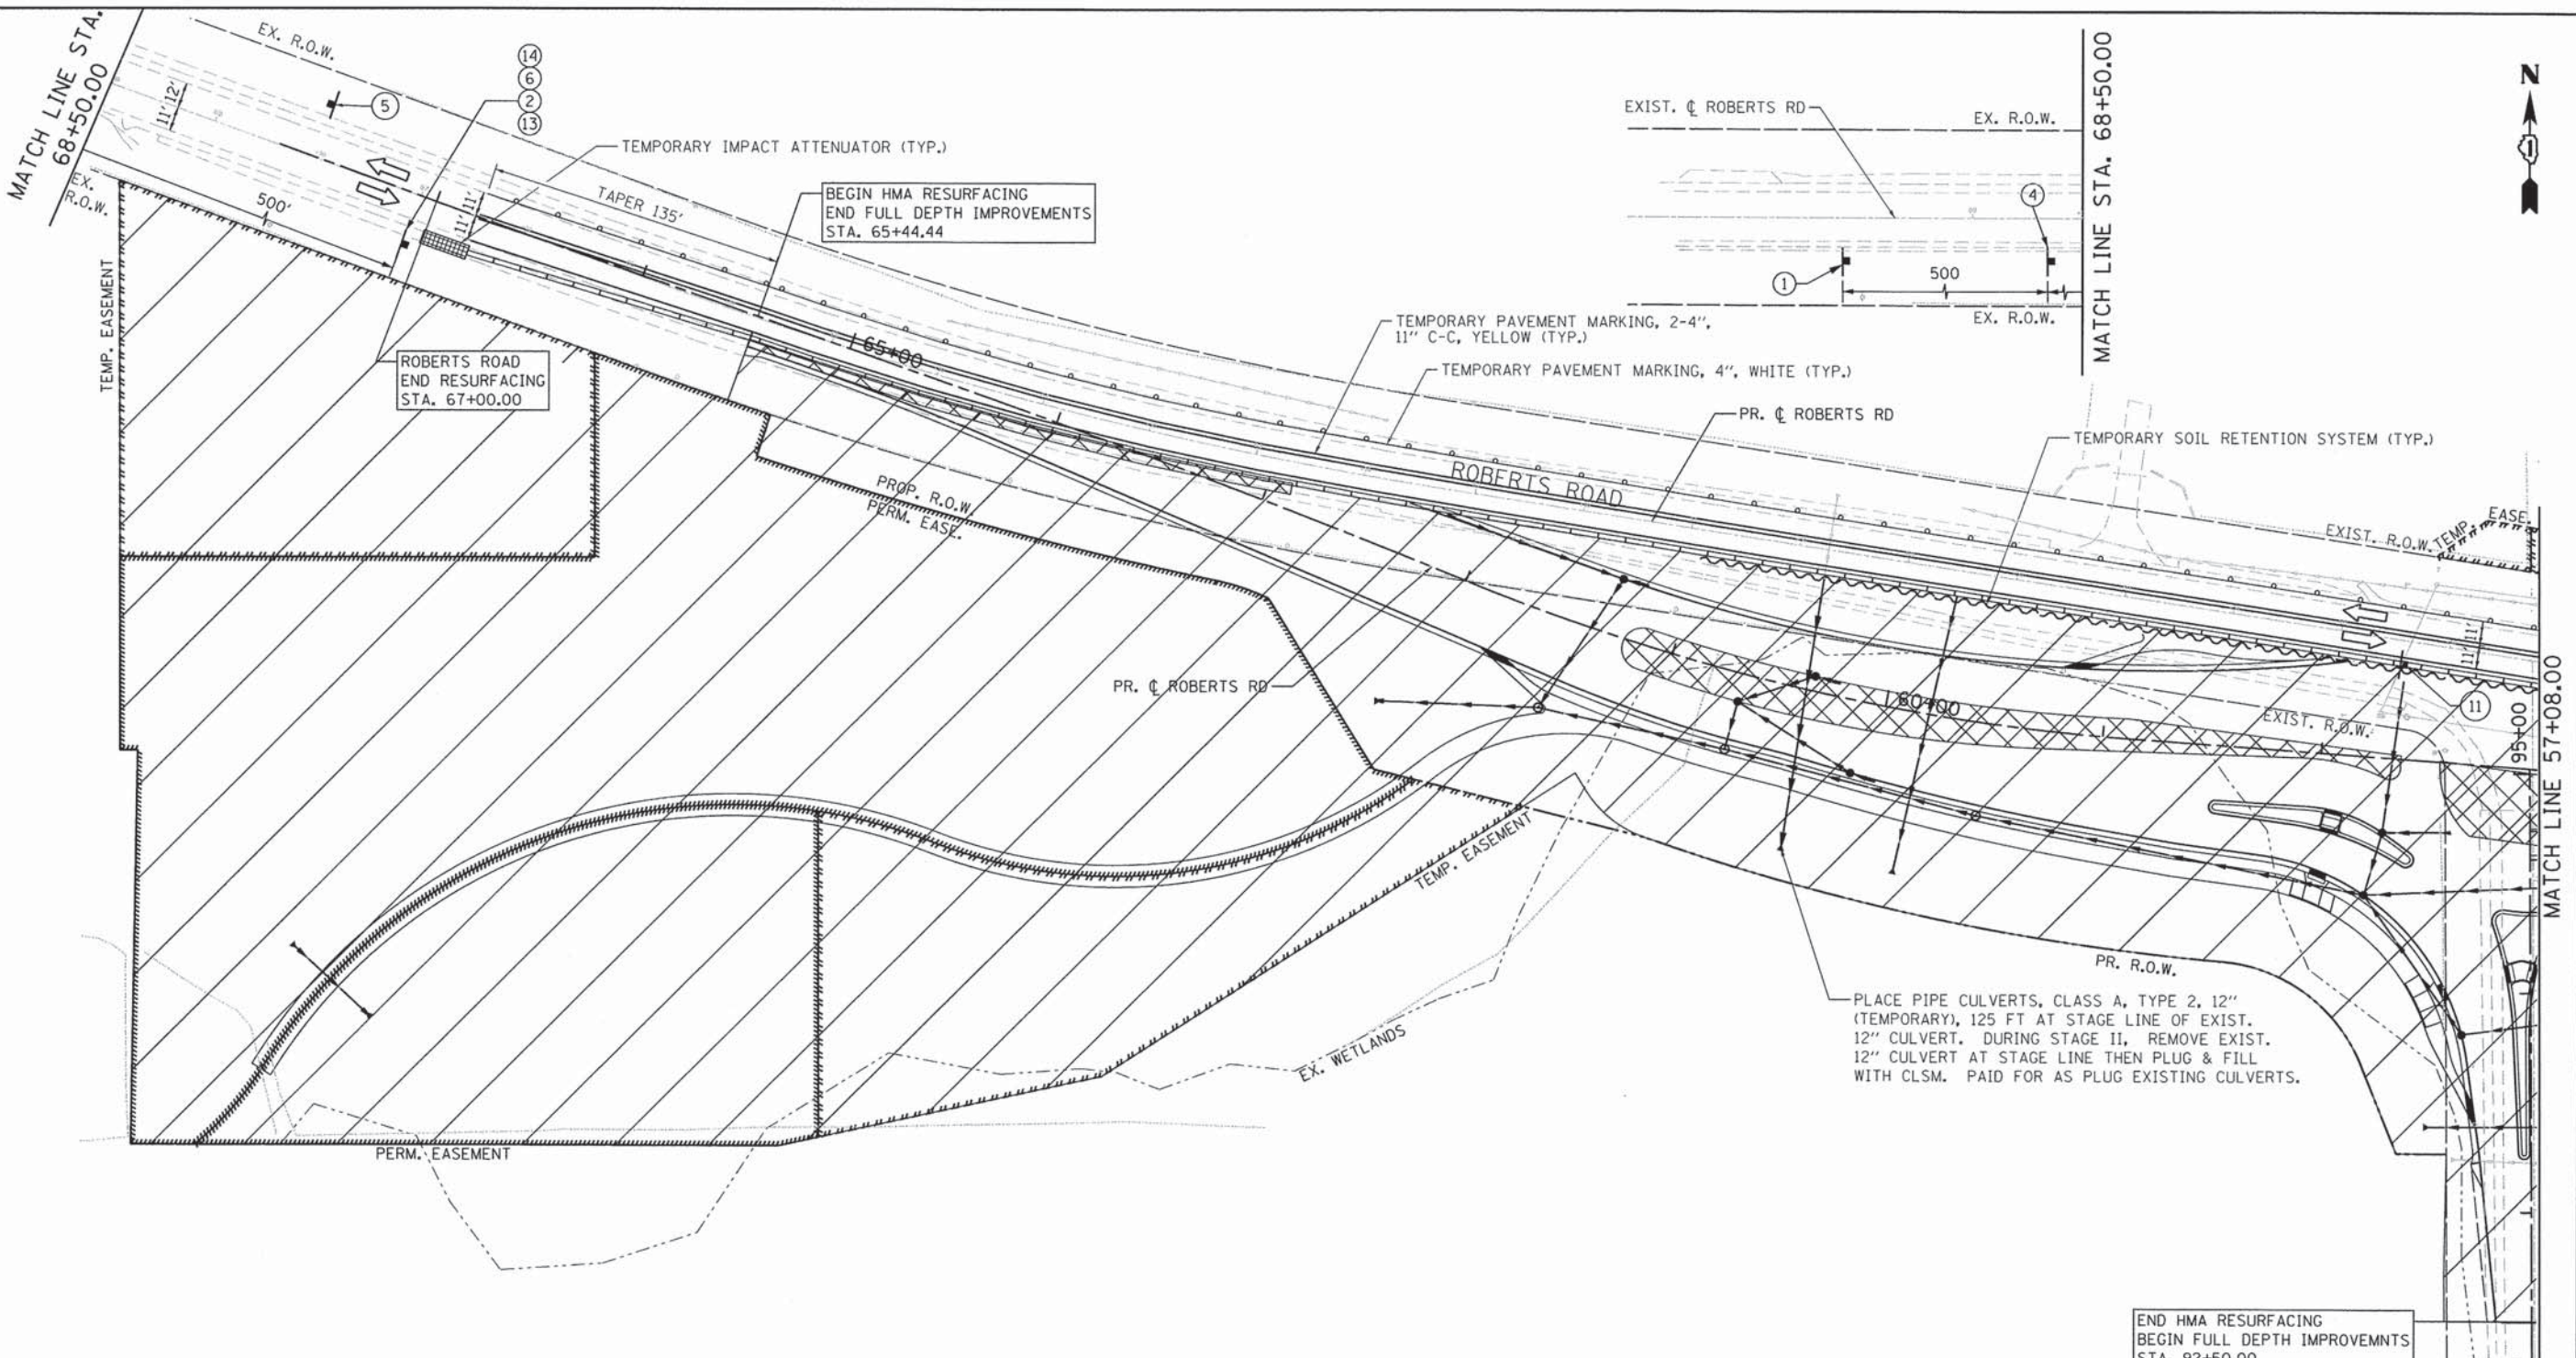 MATCH LINE STA.
68+50.00
EX. R.O.W.
EX.
R.O.W.
11' 12'
5
14
6
2
13
TEMPORARY IMPACT ATTENUATOR (TYP.)
500'
11' 11'
TAPER 135'
BEGIN HMA RESURFACING
END FULL DEPTH IMPROVEMENTS
STA. 65+44.44
TEMP. EASEMENT
ROBERTS ROAD
END RESURFACING
STA. 67+00.00
65+00
EXIST. ℄ ROBERTS RD
EX. R.O.W.
4
1
500
EX. R.O.W.
MATCH LINE STA. 68+50.00
N
TEMPORARY PAVEMENT MARKING, 2-4",
11" C-C, YELLOW (TYP.)
TEMPORARY PAVEMENT MARKING, 4", WHITE (TYP.)
PR. ℄ ROBERTS RD
TEMPORARY SOIL RETENTION SYSTEM (TYP.)
ROBERTS ROAD
PROP. R.O.W.
PERM. EASE.
EXIST. R.O.W.
TEMP. EASE.
11' 11'
PR. ℄ ROBERTS RD
60+00
EXIST. R.O.W.
11
95+00
MATCH LINE 57+08.00
TEMP. EASEMENT
PR. R.O.W.
PLACE PIPE CULVERTS, CLASS A, TYPE 2, 12"
(TEMPORARY), 125 FT AT STAGE LINE OF EXIST.
12" CULVERT. DURING STAGE II, REMOVE EXIST.
12" CULVERT AT STAGE LINE THEN PLUG & FILL
WITH CLSM. PAID FOR AS PLUG EXISTING CULVERTS.
EX. WETLANDS
PERM. EASEMENT
END HMA RESURFACING
BEGIN FULL DEPTH IMPROVEMNTS
STA. 93+50.00